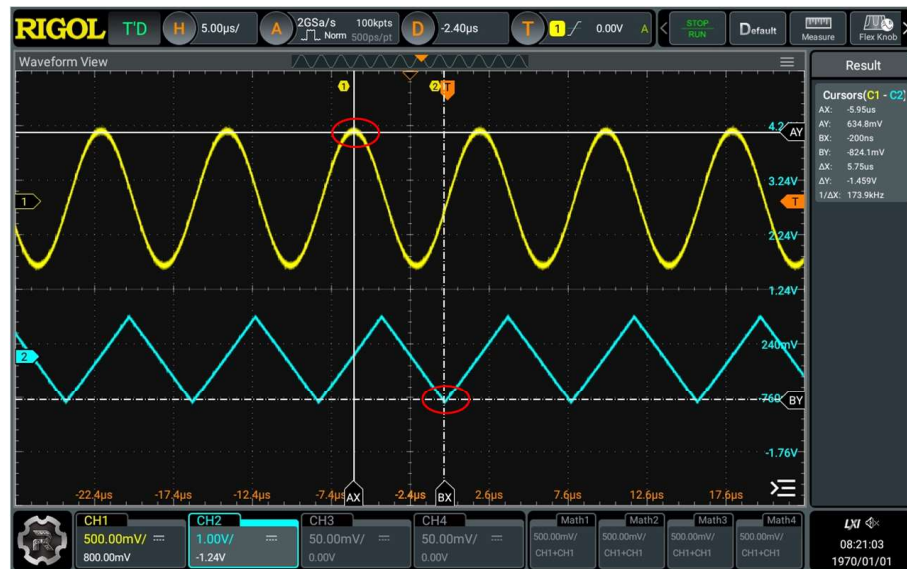 RIGOL T'D H 5.00µs/ A 2GSa/s 100kpts Norm 500ps/pt D -2.40µs T 1 0.00V A < STOP RUN Default Measure Flex Knob
Waveform View Result
1 2 T
Cursors(C1 - C2)
AX: -5.95us
AY: 634.8mV
BX: -200ns
BY: -824.1mV
ΔX: 5.75us
ΔY: -1.459V
1/ΔX: 173.9kHz
AY
3.24V
1 T
2.24V
1.24V
2 240mV
BY
-1.76V
-22.4µs -17.4µs -12.4µs AX -2.4µs BX 2.6µs 7.6µs 12.6µs 17.6µs
CH1 CH2 CH3 CH4 Math1 Math2 Math3 Math4 LXI
500.00mV/ 1.00V/ 50.00mV/ 50.00mV/ 500.00mV/ 500.00mV/ 500.00mV/ 500.00mV/ 08:21:03
800.00mV -1.24V 0.00V 0.00V CH1+CH1 CH1+CH1 CH1+CH1 CH1+CH1 1970/01/01